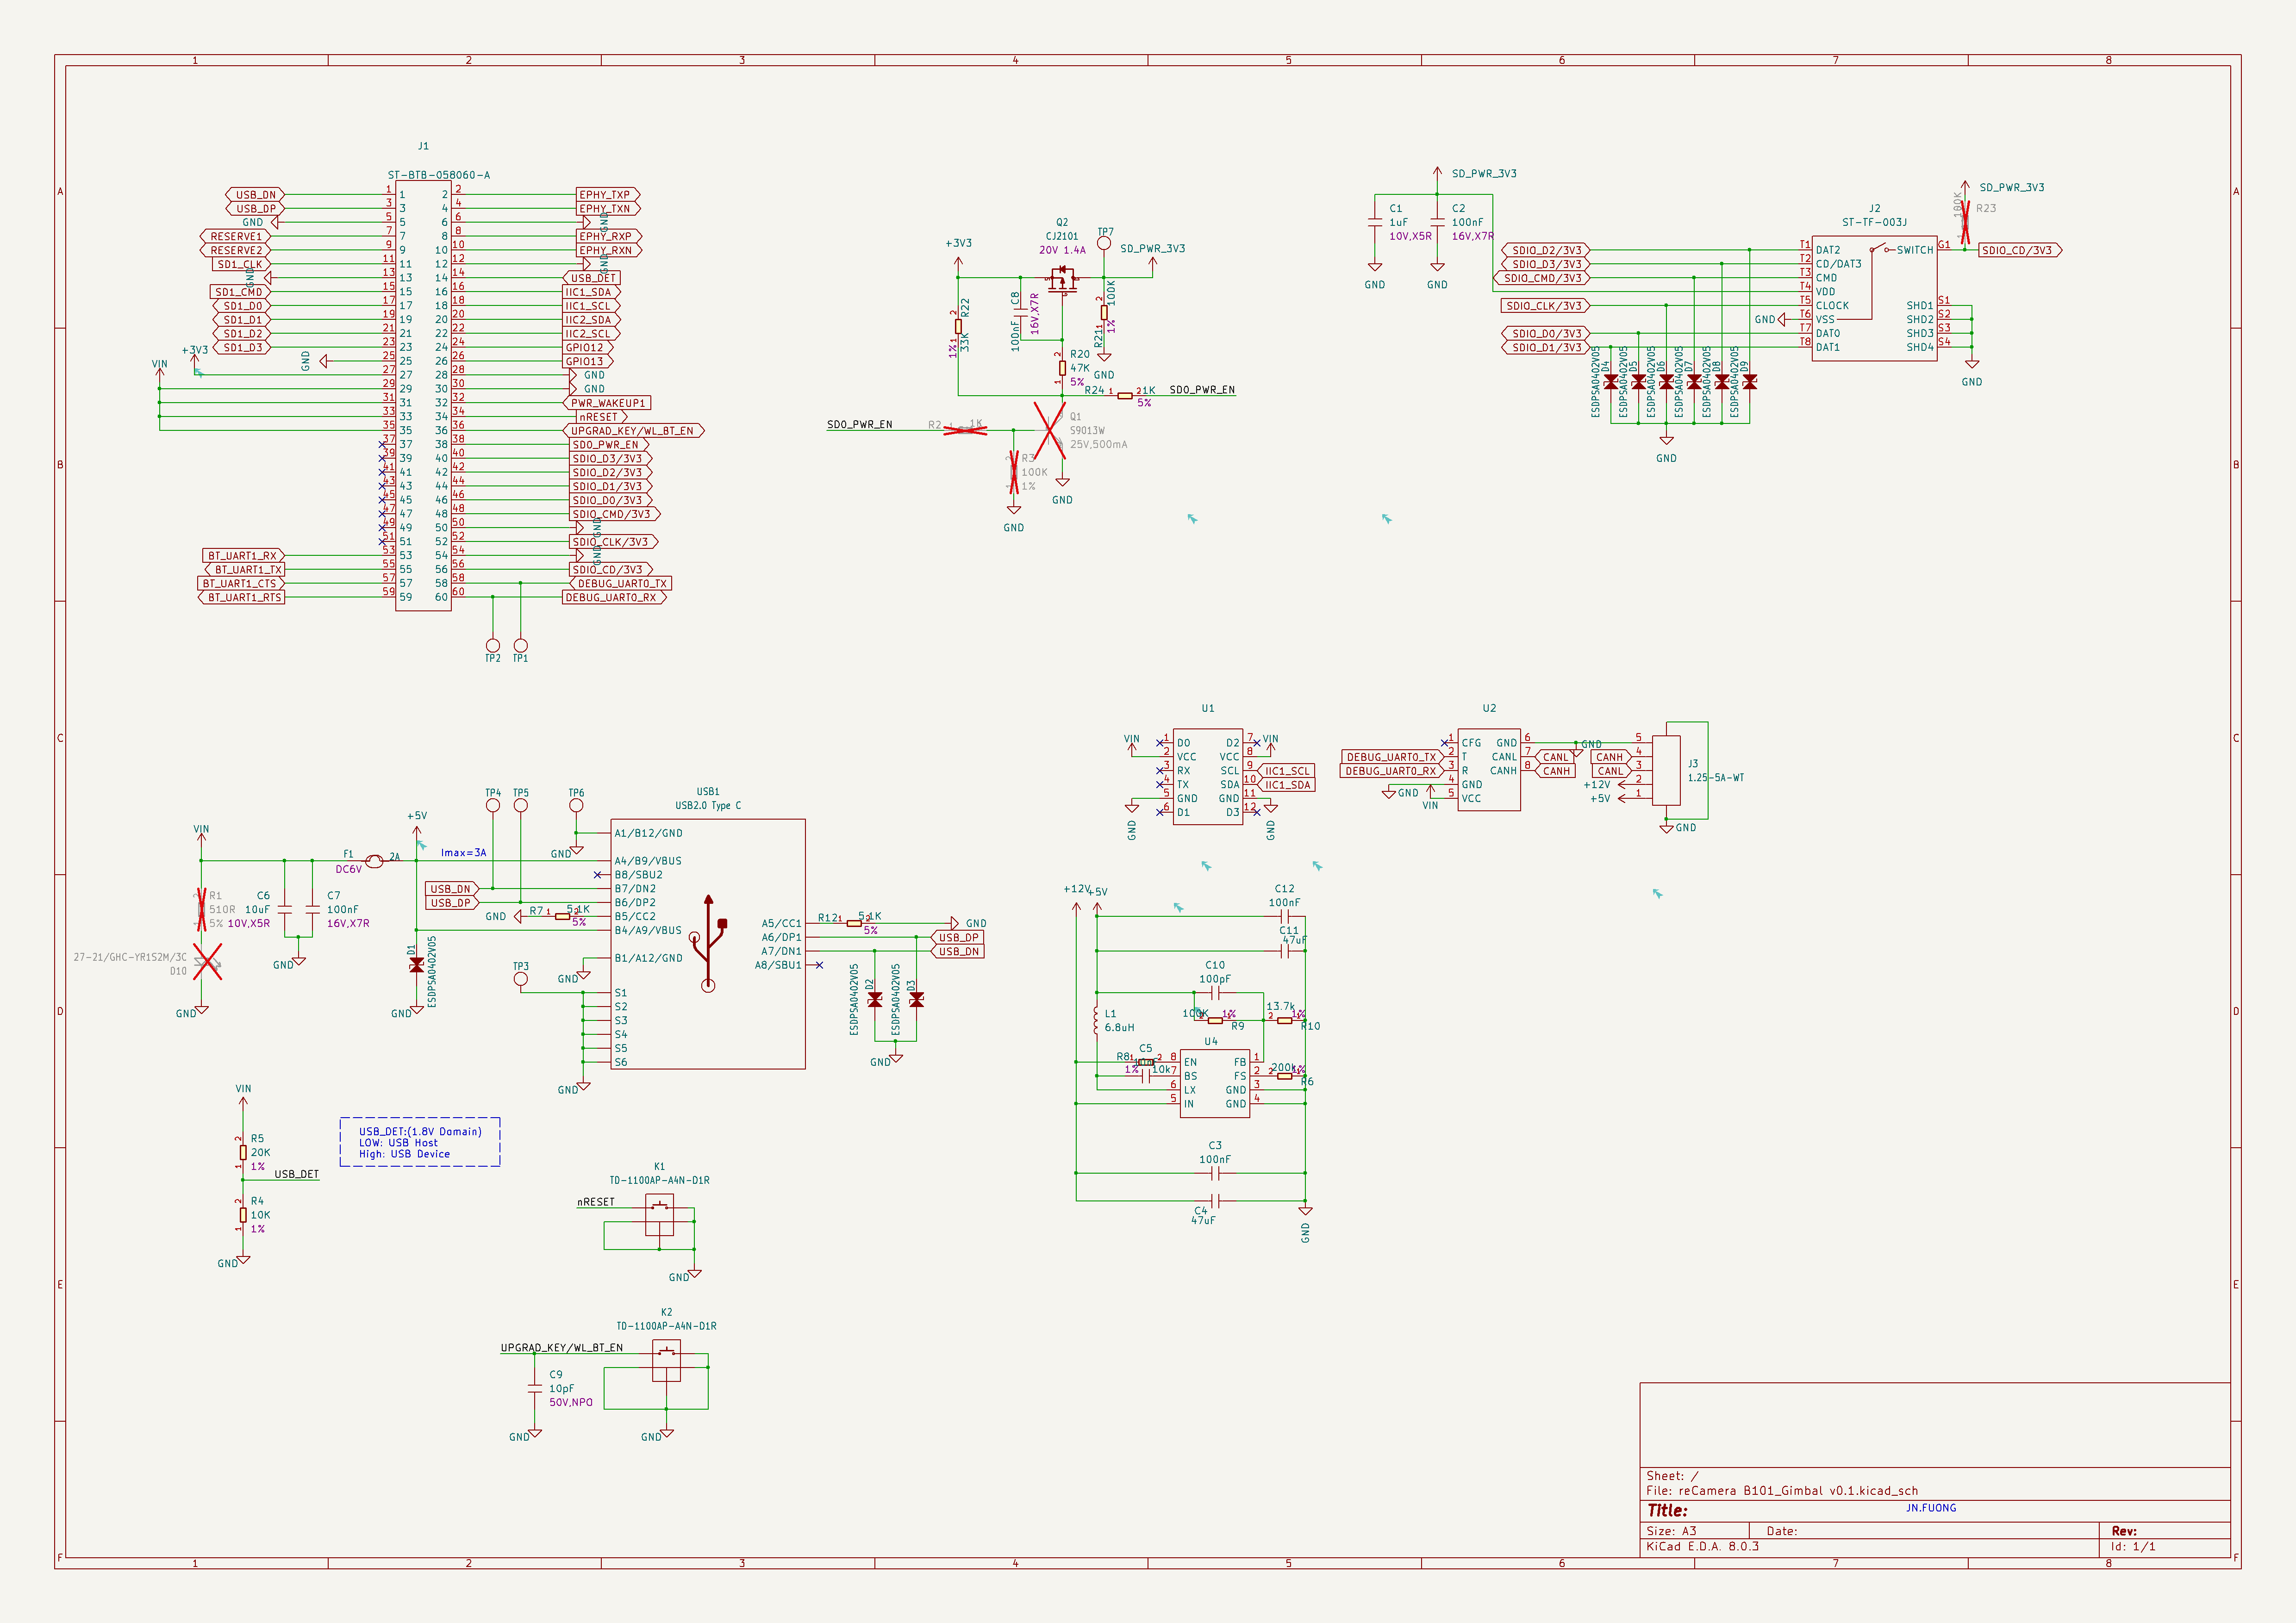 J1
ST-BTB-058060-A
USB_DN 1 1 2 2 EPHY_TXP
USB_DP 3 3 4 4 EPHY_TXN
GND 5 5 6 6 GND
RESERVE1 7 7 8 8 EPHY_RXP
RESERVE2 9 9 10 10 EPHY_RXN
SD1_CLK 11 11 12 12 GND
GND 13 13 14 14 USB_DET
SD1_CMD 15 15 16 16 IIC1_SDA
SD1_D0 17 17 18 18 IIC1_SCL
SD1_D1 19 19 20 20 IIC2_SDA
SD1_D2 21 21 22 22 IIC2_SCL
SD1_D3 23 23 24 24 GPIO12
GND 25 25 26 26 GPIO13
+3V3 27 27 28 28 GND
VIN 29 29 30 30 GND
31 31 32 32 PWR_WAKEUP1
33 33 34 34 nRESET
35 35 36 36 UPGRAD_KEY/WL_BT_EN
37 37 38 38 SD0_PWR_EN
39 39 40 40 SDIO_D3/3V3
41 41 42 42 SDIO_D2/3V3
43 43 44 44 SDIO_D1/3V3
45 45 46 46 SDIO_D0/3V3
47 47 48 48 SDIO_CMD/3V3
49 49 50 50 GND
51 51 52 52 SDIO_CLK/3V3
BT_UART1_RX 53 53 54 54 GND
BT_UART1_TX 55 55 56 56 SDIO_CD/3V3
BT_UART1_CTS 57 57 58 58 DEBUG_UART0_TX
BT_UART1_RTS 59 59 60 60 DEBUG_UART0_RX
TP2 TP1
Q2
CJ2101
20V 1.4A
TP7
+3V3
SD_PWR_3V3
R22
33K
1%
C8
100nF
16V,X7R
R21
100K
1%
GND
R20
47K
5%
R24 1K
5%
SD0_PWR_EN
SD0_PWR_EN
R2 1K
Q1
S9013W
25V,500mA
R3
100K
1%
GND
GND
SD_PWR_3V3
C1
1uF
10V,X5R
C2
100nF
16V,X7R
GND
GND
J2
ST-TF-003J
SD_PWR_3V3
R23
100K
SDIO_D2/3V3 T1 DAT2 SWITCH G1 SDIO_CD/3V3
SDIO_D3/3V3 T2 CD/DAT3
SDIO_CMD/3V3 T3 CMD
T4 VDD
SDIO_CLK/3V3 T5 CLOCK SHD1 S1
GND T6 VSS SHD2 S2
SDIO_D0/3V3 T7 DAT0 SHD3 S3
SDIO_D1/3V3 T8 DAT1 SHD4 S4
GND
D4 ESDPSA0402V05
D5 ESDPSA0402V05
D6 ESDPSA0402V05
D7 ESDPSA0402V05
D8 ESDPSA0402V05
D9 ESDPSA0402V05
GND
U1
VIN 1 D0 D2 7 VIN
2 VCC VCC 8
3 RX SCL 9 IIC1_SCL
4 TX SDA 10 IIC1_SDA
5 GND GND 11
6 D1 D3 12
GND GND
U2
1 CFG GND 6 GND
DEBUG_UART0_TX 2 T CANL 7 CANL
DEBUG_UART0_RX 3 R CANH 8 CANH
GND 4 GND
VIN 5 VCC
J3
1.25-5A-WT
5
CANH 4
CANL 3
+12V 2
+5V 1
GND
TP4 TP5 TP6
USB1
USB2.0 Type C
GND A1/B12/GND
A4/B9/VBUS
B8/SBU2
USB_DN B7/DN2
USB_DP B6/DP2
GND R7 5.1K 5% B5/CC2
B4/A9/VBUS
GND B1/A12/GND
TP3
S1
S2
S3
S4
S5
S6
GND
A5/CC1 R12 5.1K 5% GND
A6/DP1 USB_DP
A7/DN1 USB_DN
A8/SBU1
D2 ESDPSA0402V05
D3 ESDPSA0402V05
GND
VIN
F1 2A
DC6V
+5V
Imax=3A
R1
510R
5%
C6
10uF
10V,X5R
C7
100nF
16V,X7R
GND
27-21/GHC-YR1S2M/3C
D10
GND
D1
ESDPSA0402V05
GND
+12V +5V
C12
100nF
C11
47uF
C10
100pF
L1
6.8uH
100K 1% R9
13.7k 1% R10
U4
R8 10k 1%
C5 10nF
8 EN FB 1
7 BS FS 2
6 LX GND 3
5 IN GND 4
200k 1% R6
C3
100nF
C4
47uF
GND
VIN
R5
20K
1%
USB_DET
R4
10K
1%
GND
USB_DET:(1.8V Domain)
LOW: USB Host
High: USB Device
K1
TD-1100AP-A4N-D1R
nRESET
GND
K2
TD-1100AP-A4N-D1R
UPGRAD_KEY/WL_BT_EN
C9
10pF
50V,NPO
GND
GND
Sheet: /
File: reCamera B101_Gimbal v0.1.kicad_sch
Title: JN.FUONG
Size: A3 Date: Rev:
KiCad E.D.A. 8.0.3 Id: 1/1